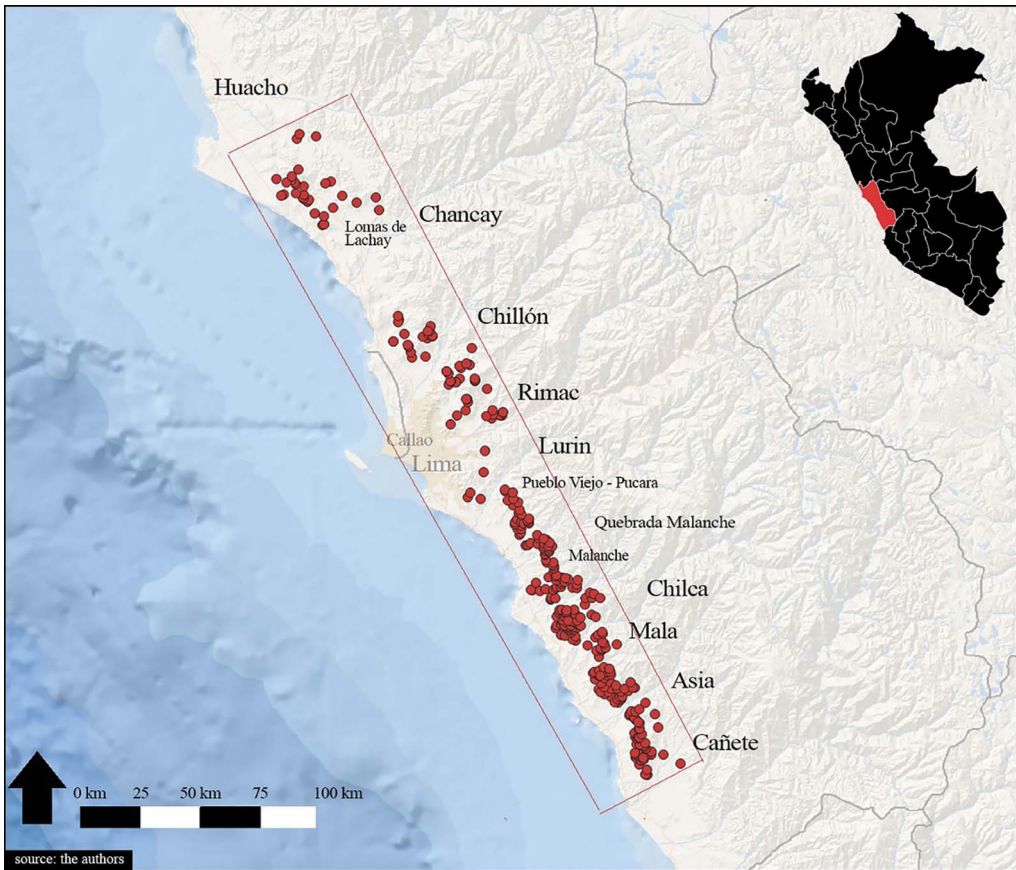 Huacho
Chancay
Lomas de
Lachay
Chillón
Rimac
Callao
Lima
Lurin
Pueblo Viejo - Pucara
Quebrada Malanche
Malanche
Chilca
Mala
Asia
Cañete
0 km 25 50 km 75 100 km
source: the authors